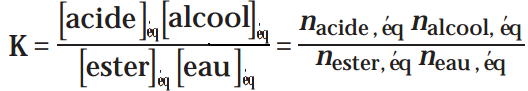 K = [acide]éq[alcool]éq / [ester]éq [eau]éq = nacide, éq nalcool, éq / nester, éq neau, éq